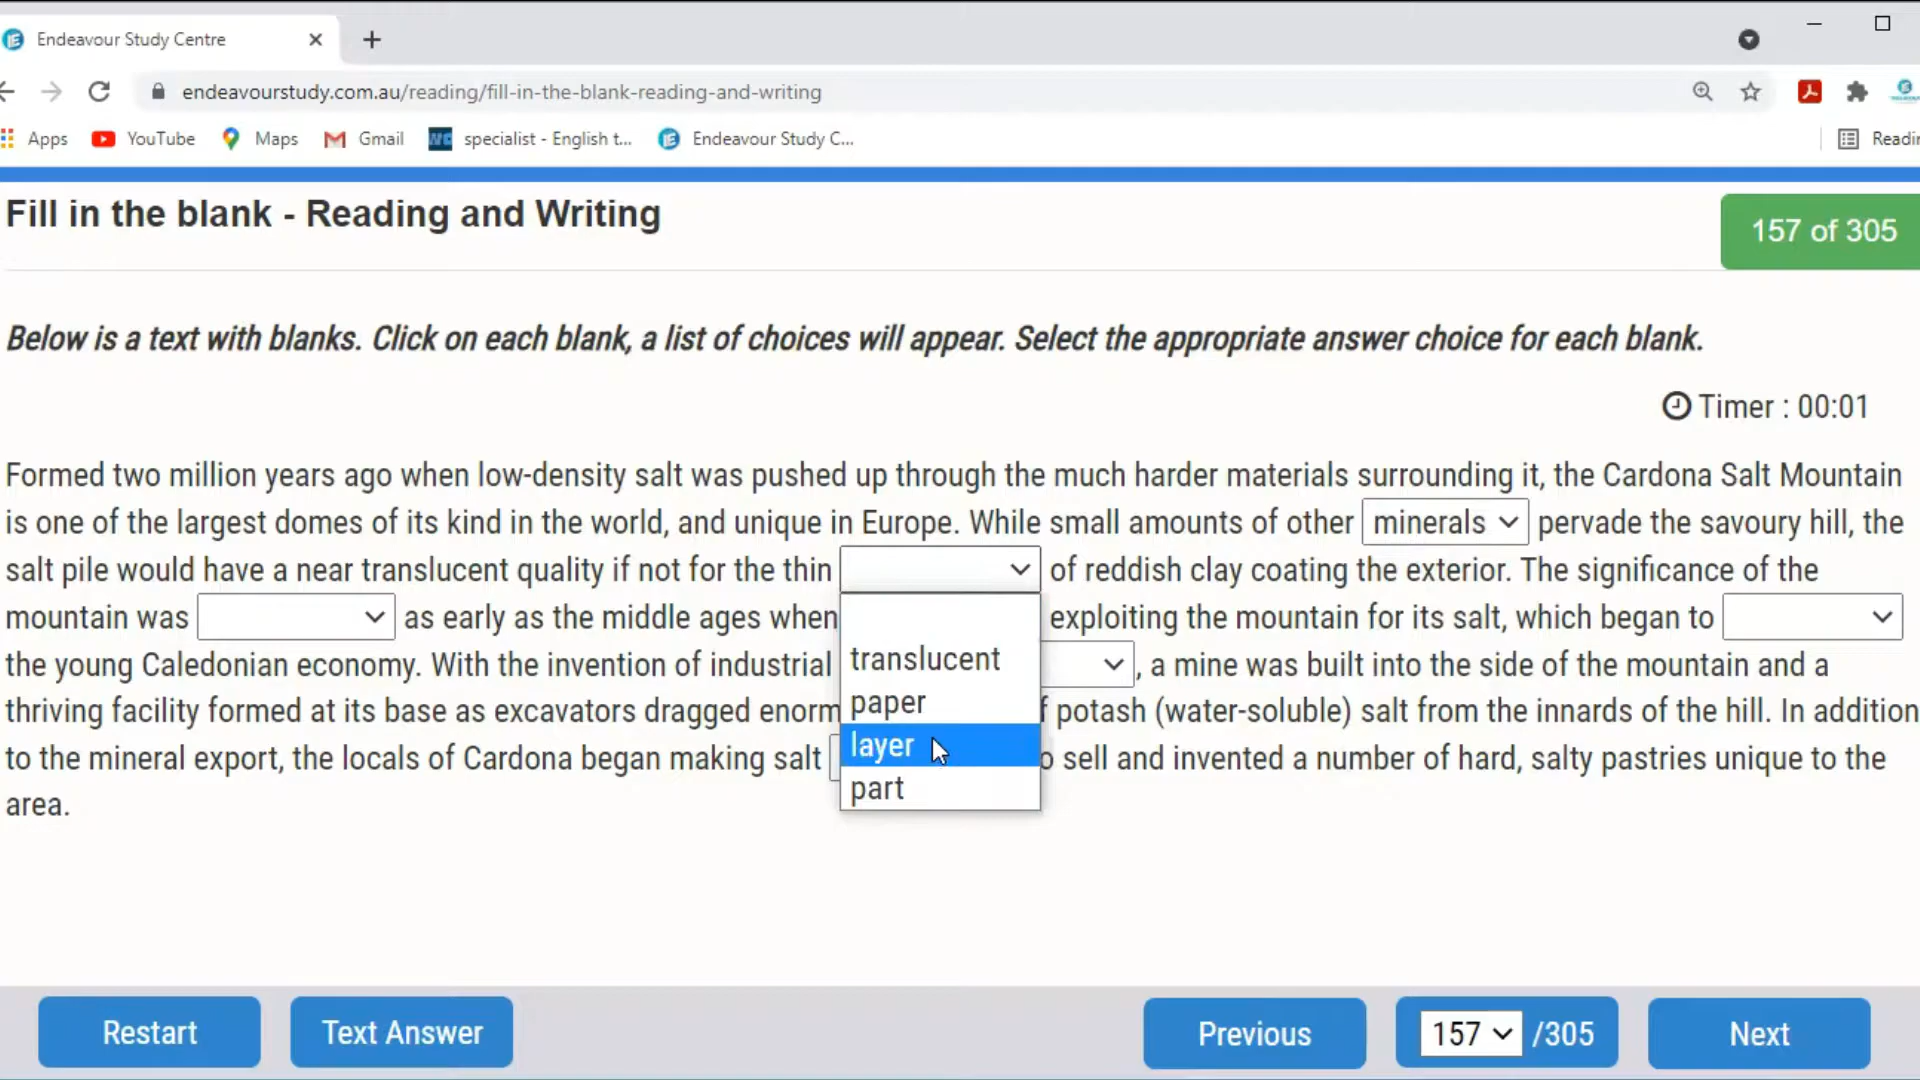 Endeavour Study Centre
endeavourstudy.com.au/reading/fill-in-the-blank-reading-and-writing
Apps YouTube Maps Gmail specialist - English t... Endeavour Study C...
Fill in the blank - Reading and Writing
157 of 305
Below is a text with blanks. Click on each blank, a list of choices will appear. Select the appropriate answer choice for each blank.
Timer : 00:01
Formed two million years ago when low-density salt was pushed up through the much harder materials surrounding it, the Cardona Salt Mountain
is one of the largest domes of its kind in the world, and unique in Europe. While small amounts of other minerals pervade the savoury hill, the
salt pile would have a near translucent quality if not for the thin of reddish clay coating the exterior. The significance of the
mountain was as early as the middle ages when exploiting the mountain for its salt, which began to
the young Caledonian economy. With the invention of industrial , a mine was built into the side of the mountain and a
thriving facility formed at its base as excavators dragged enorm f potash (water-soluble) salt from the innards of the hill. In addition
to the mineral export, the locals of Cardona began making salt o sell and invented a number of hard, salty pastries unique to the
area.
translucent
paper
layer
part
Restart Text Answer Previous 157 /305 Next